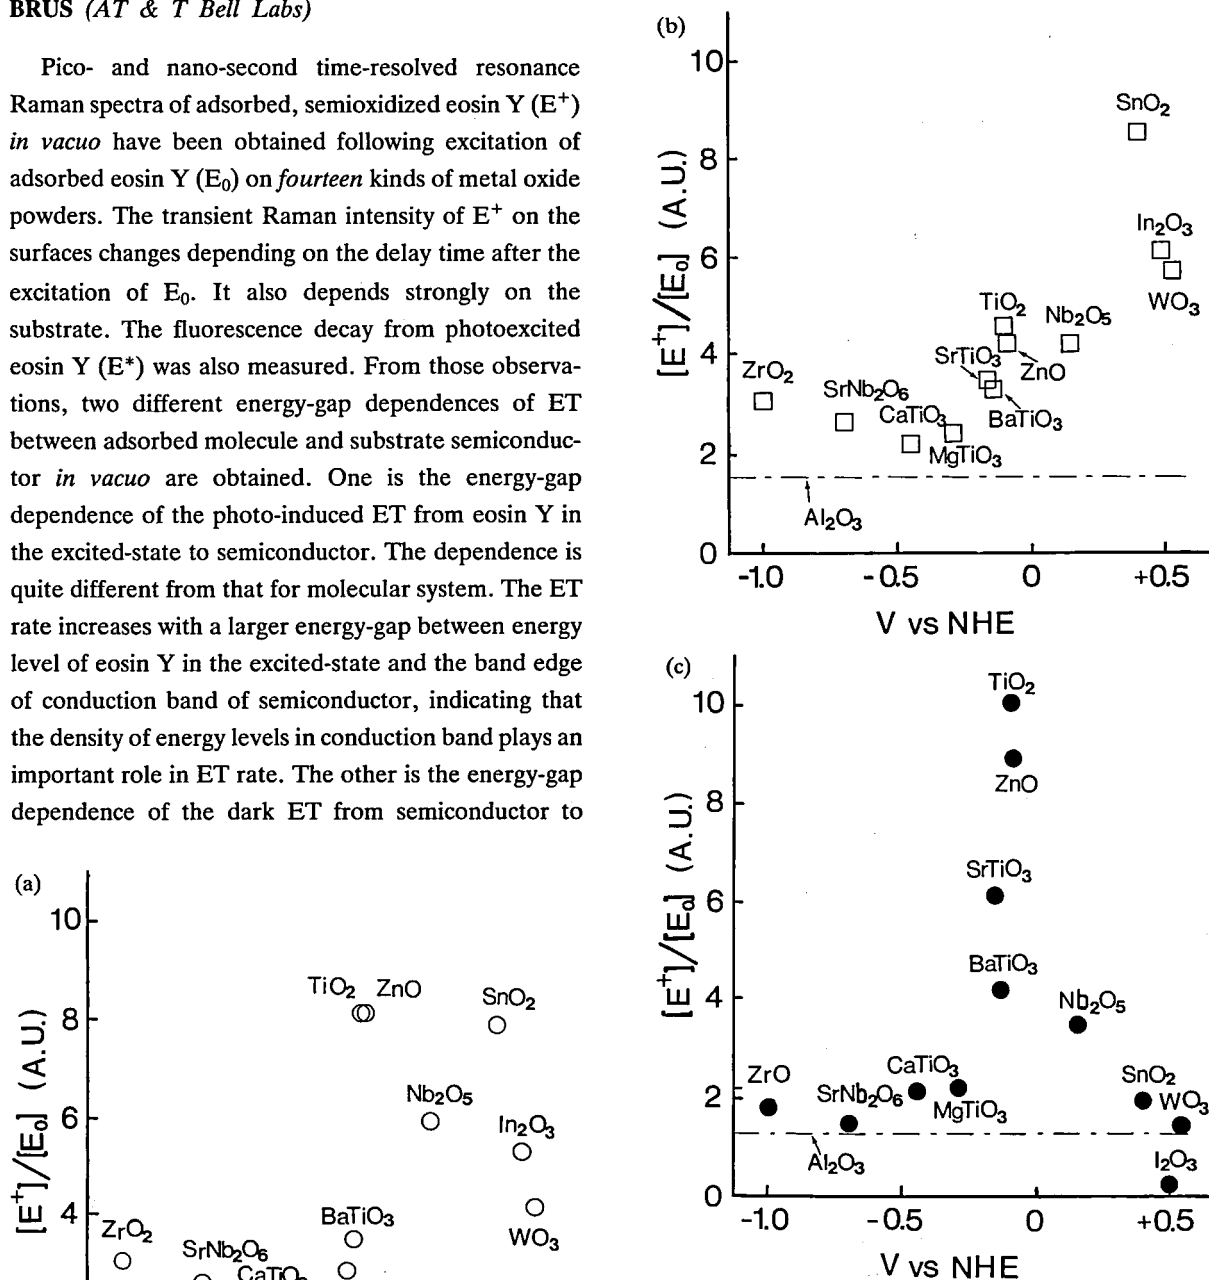 BRUS (AT & T Bell Labs)
Pico- and nano-second time-resolved resonance
Raman spectra of adsorbed, semioxidized eosin Y (E⁺)
in vacuo have been obtained following excitation of
adsorbed eosin Y (E₀) on fourteen kinds of metal oxide
powders. The transient Raman intensity of E⁺ on the
surfaces changes depending on the delay time after the
excitation of E₀. It also depends strongly on the
substrate. The fluorescence decay from photoexcited
eosin Y (E*) was also measured. From those observa-
tions, two different energy-gap dependences of ET
between adsorbed molecule and substrate semiconduc-
tor in vacuo are obtained. One is the energy-gap
dependence of the photo-induced ET from eosin Y in
the excited-state to semiconductor. The dependence is
quite different from that for molecular system. The ET
rate increases with a larger energy-gap between energy
level of eosin Y in the excited-state and the band edge
of conduction band of semiconductor, indicating that
the density of energy levels in conduction band plays an
important role in ET rate. The other is the energy-gap
dependence of the dark ET from semiconductor to
(a)
10
8
6
4
[E⁺]/[E₀] (A.U.)
TiO₂ ZnO
SnO₂
Nb₂O₅
In₂O₃
BaTiO₃
WO₃
ZrO₂
SrNb₂O₆
CaTiO₃
(b)
10
8
6
4
2
0
[E⁺]/[E₀] (A.U.)
SnO₂
In₂O₃
WO₃
TiO₂
Nb₂O₅
SrTiO₃
ZnO
ZrO₂
SrNb₂O₆
CaTiO₃
BaTiO₃
MgTiO₃
Al₂O₃
-1.0 -0.5 0 +0.5
V vs NHE
(c)
10
8
6
4
2
0
[E⁺]/[E₀] (A.U.)
TiO₂
ZnO
SrTiO₃
BaTiO₃
Nb₂O₅
CaTiO₃
ZrO
SnO₂
SrNb₂O₆
MgTiO₃
WO₃
Al₂O₃
I₂O₃
-1.0 -0.5 0 +0.5
V vs NHE